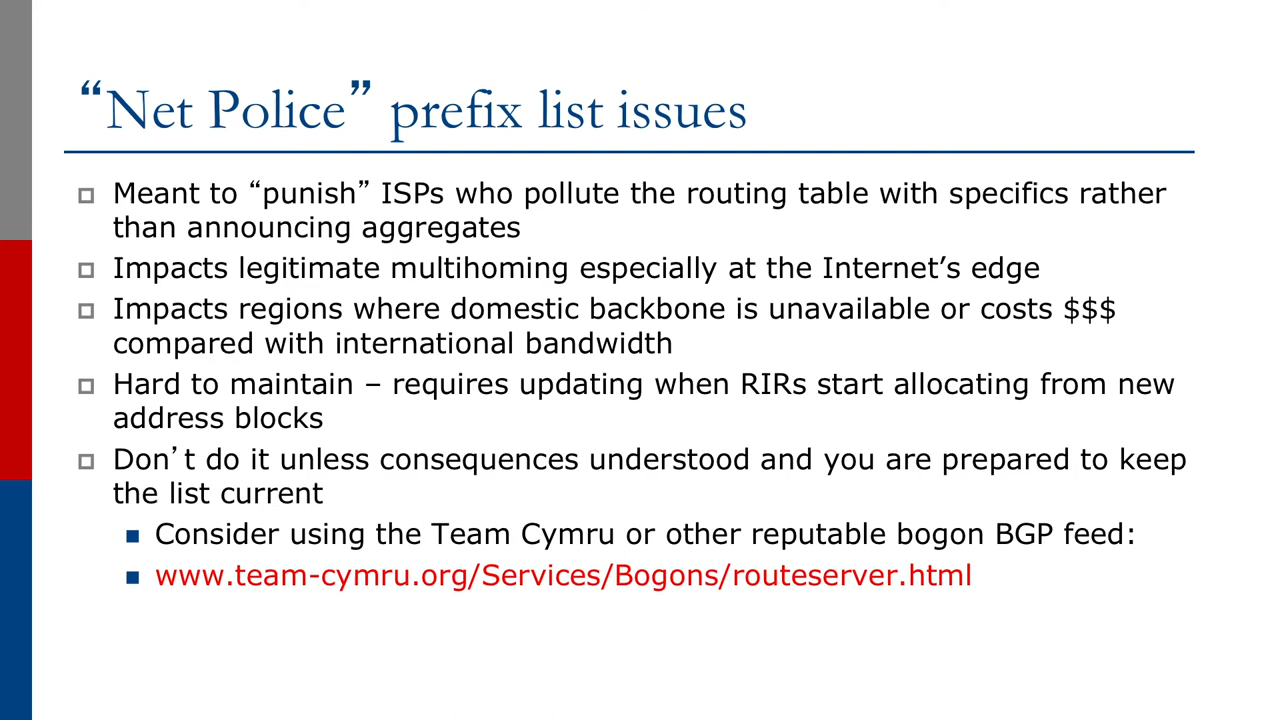 “Net Police” prefix list issues
Meant to “punish” ISPs who pollute the routing table with specifics rather
than announcing aggregates
Impacts legitimate multihoming especially at the Internet’s edge
Impacts regions where domestic backbone is unavailable or costs $$$
compared with international bandwidth
Hard to maintain – requires updating when RIRs start allocating from new
address blocks
Don’t do it unless consequences understood and you are prepared to keep
the list current
Consider using the Team Cymru or other reputable bogon BGP feed:
www.team-cymru.org/Services/Bogons/routeserver.html